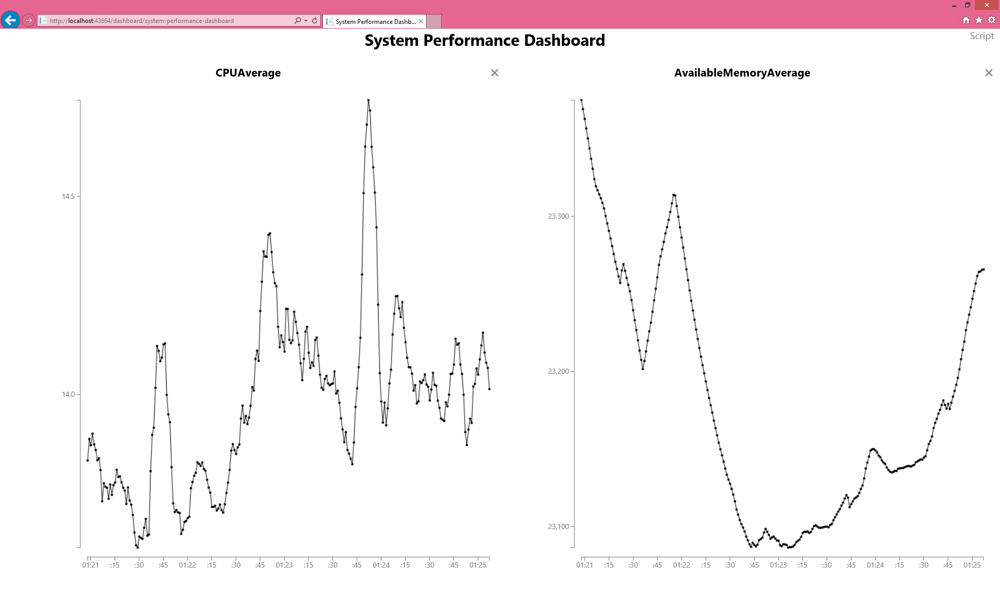 http://localhost:43664/dashboard/system-performance-dashboard
System Performance Dashb...
System Performance Dashboard
Script
CPUAverage
14.5
14.0
01:21 :15 :30 :45 01:22 :15 :30 :45 01:23 :15 :30 :45 01:24 :15 :30 :45 01:25
AvailableMemoryAverage
23,300
23,200
23,100
01:21 :15 :30 :45 01:22 :15 :30 :45 01:23 :15 :30 :45 01:24 :15 :30 :45 01:25